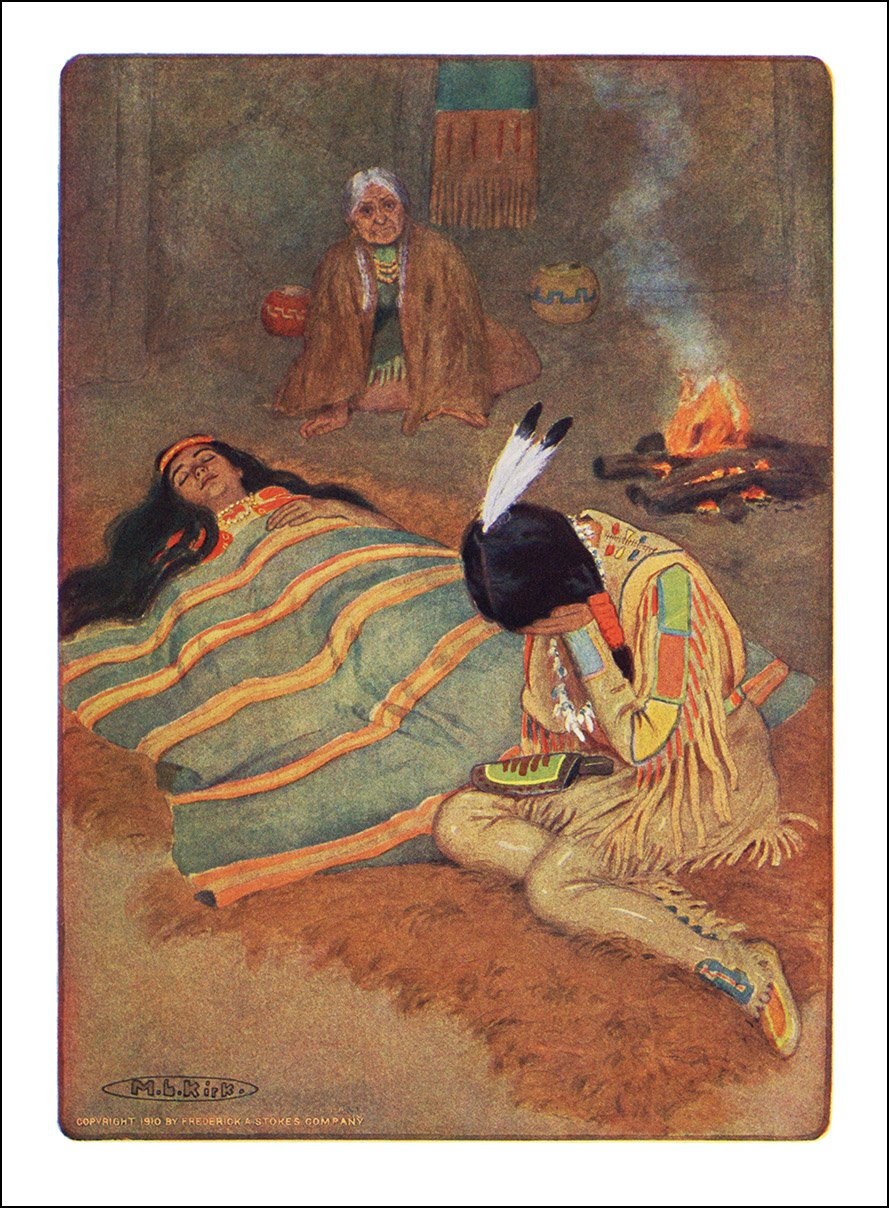 M.L.Kirk.
COPYRIGHT 1910 BY FREDERICK A STOKES COMPANY